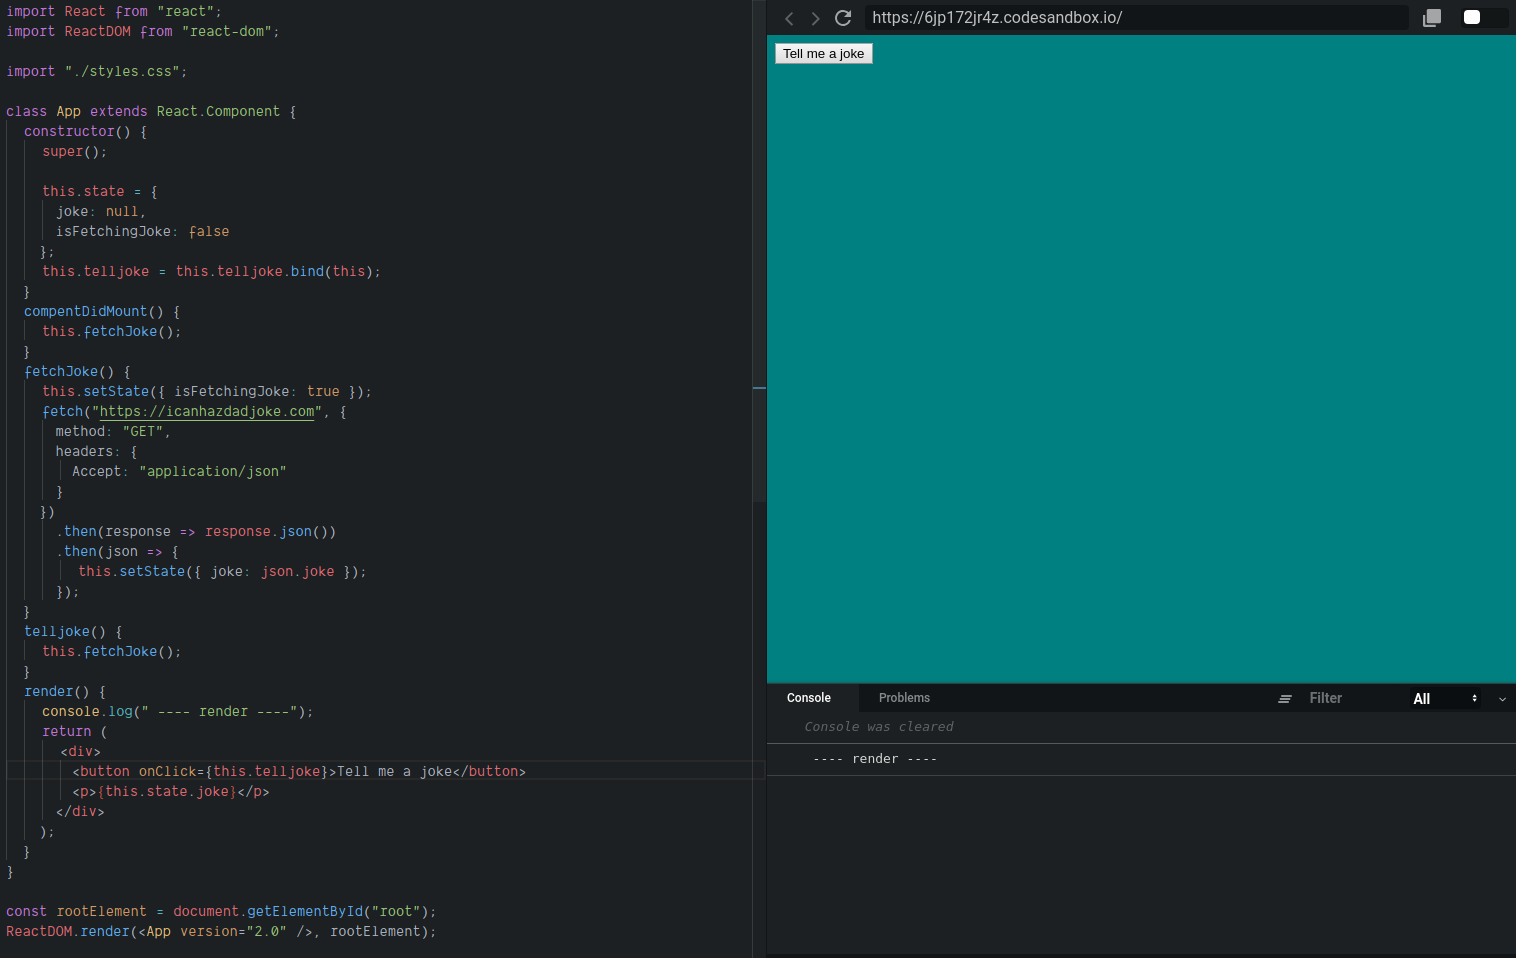 import React from "react";
import ReactDOM from "react-dom";
import "./styles.css";
class App extends React.Component {
constructor() {
super();
this.state = {
joke: null,
isFetchingJoke: false
};
this.telljoke = this.telljoke.bind(this);
}
compentDidMount() {
this.fetchJoke();
}
fetchJoke() {
this.setState({ isFetchingJoke: true });
fetch("https://icanhazdadjoke.com", {
method: "GET",
headers: {
Accept: "application/json"
}
})
.then(response => response.json())
.then(json => {
this.setState({ joke: json.joke });
});
}
telljoke() {
this.fetchJoke();
}
render() {
console.log(" ---- render ----");
return (
<div>
<button onClick={this.telljoke}>Tell me a joke</button>
<p>{this.state.joke}</p>
</div>
);
}
}
const rootElement = document.getElementById("root");
ReactDOM.render(<App version="2.0" />, rootElement);
https://6jp172jr4z.codesandbox.io/
Tell me a joke
Console Problems Filter All
Console was cleared
---- render ----